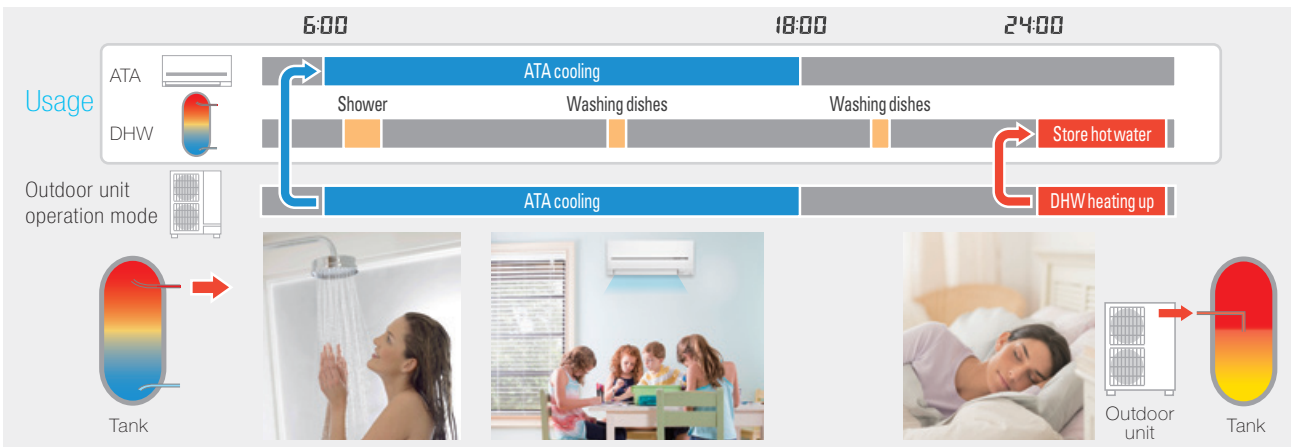 6:00 18:00 24:00
ATA
ATA cooling
Usage
Shower Washing dishes Washing dishes
DHW
Store hot water
Outdoor unit
operation mode
ATA cooling
DHW heating up
Tank
Outdoor
unit
Tank